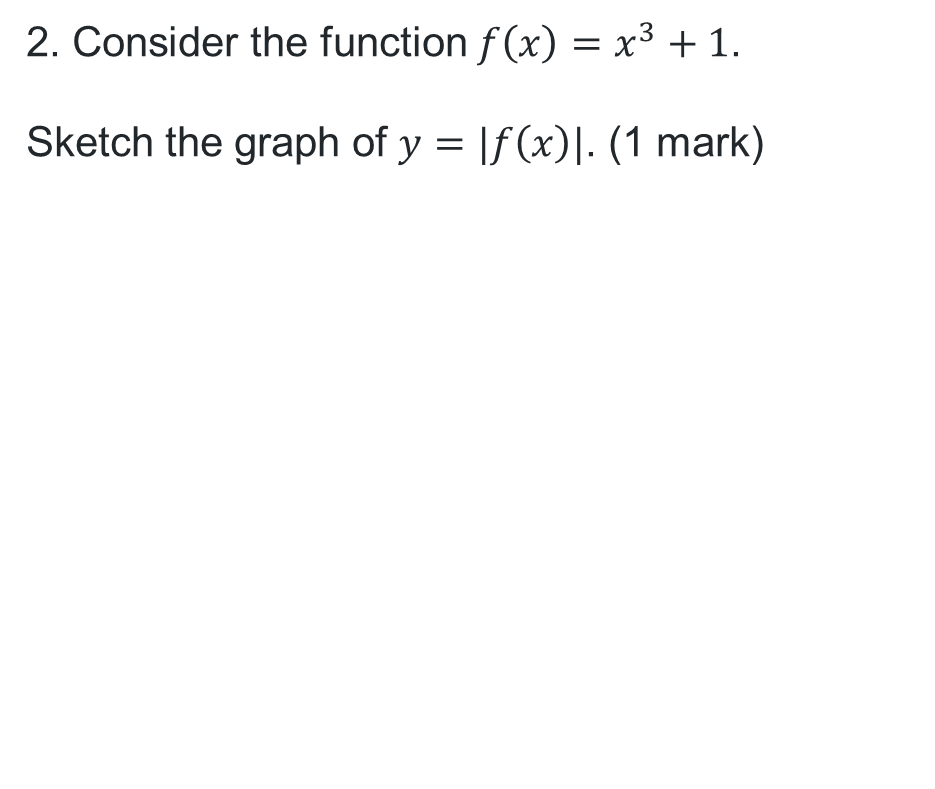 2. Consider the function f(x) = x³ + 1.
Sketch the graph of y = |f(x)|. (1 mark)